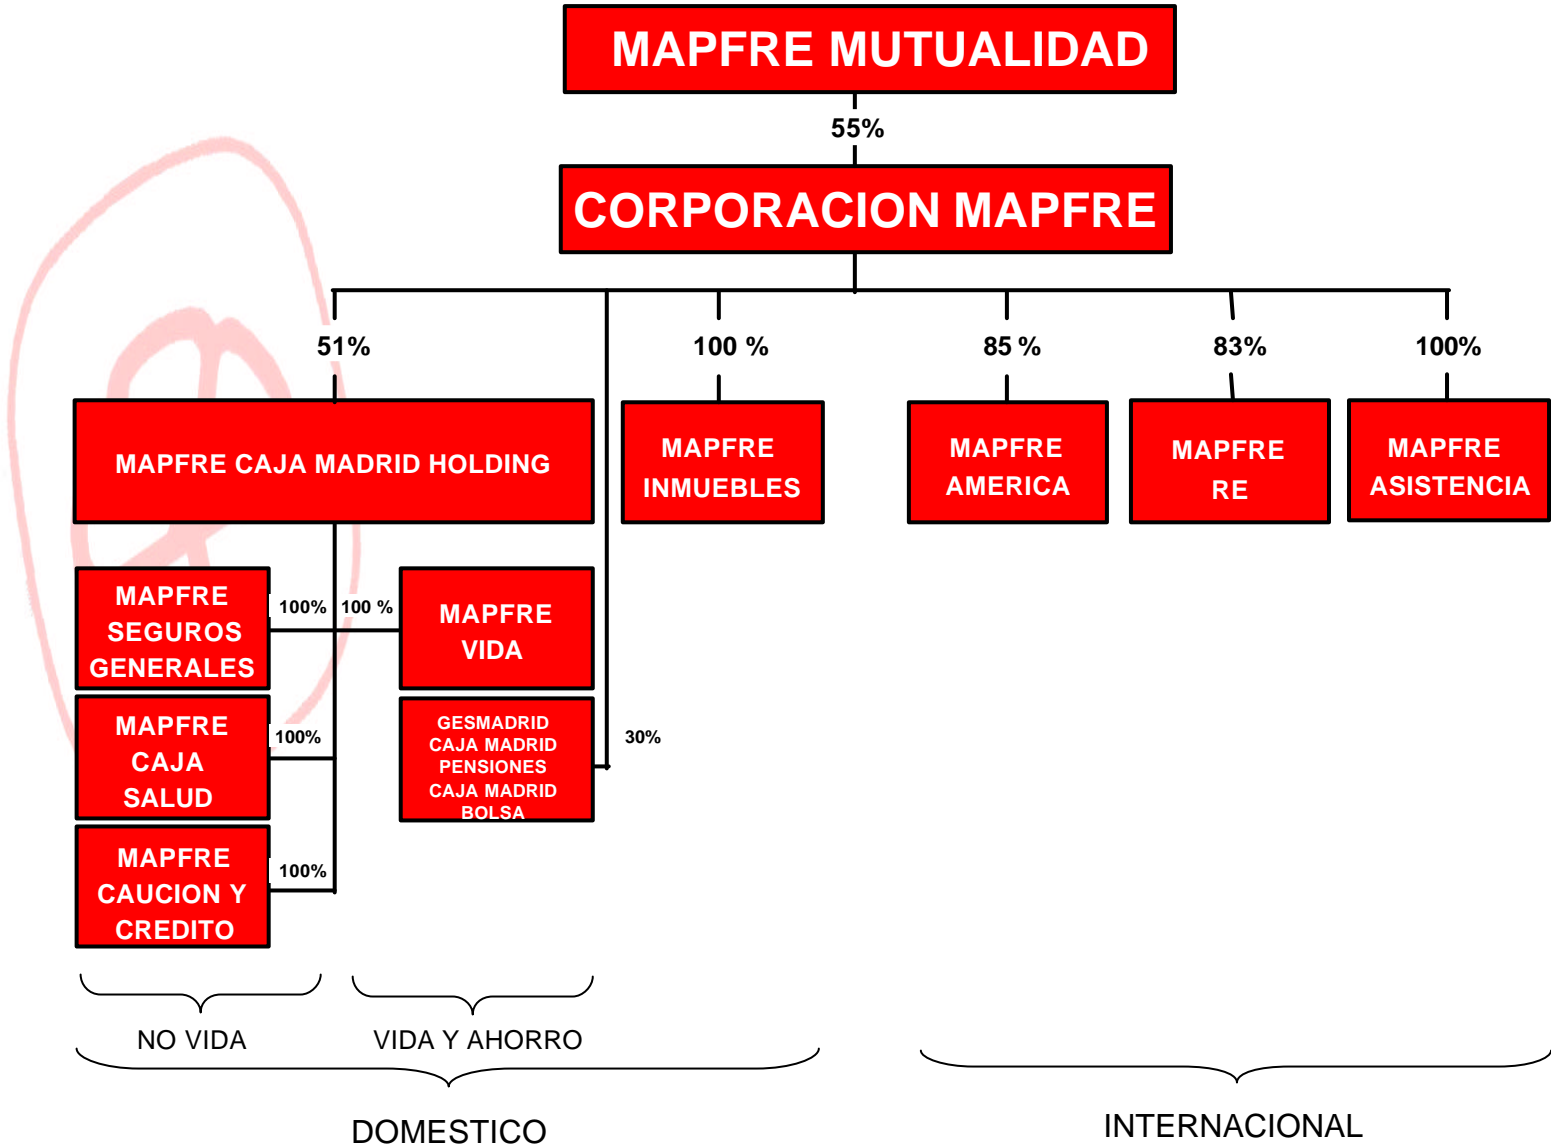 MAPFRE MUTUALIDAD
55%
CORPORACION MAPFRE
51%
100 %
85 %
83%
100%
MAPFRE CAJA MADRID HOLDING
MAPFRE
INMUEBLES
MAPFRE
AMERICA
MAPFRE
RE
MAPFRE
ASISTENCIA
MAPFRE
SEGUROS
GENERALES
100%
100 %
MAPFRE
VIDA
MAPFRE
CAJA
SALUD
100%
GESMADRID
CAJA MADRID
PENSIONES
CAJA MADRID
BOLSA
30%
MAPFRE
CAUCION Y
CREDITO
100%
NO VIDA
VIDA Y AHORRO
DOMESTICO
INTERNACIONAL